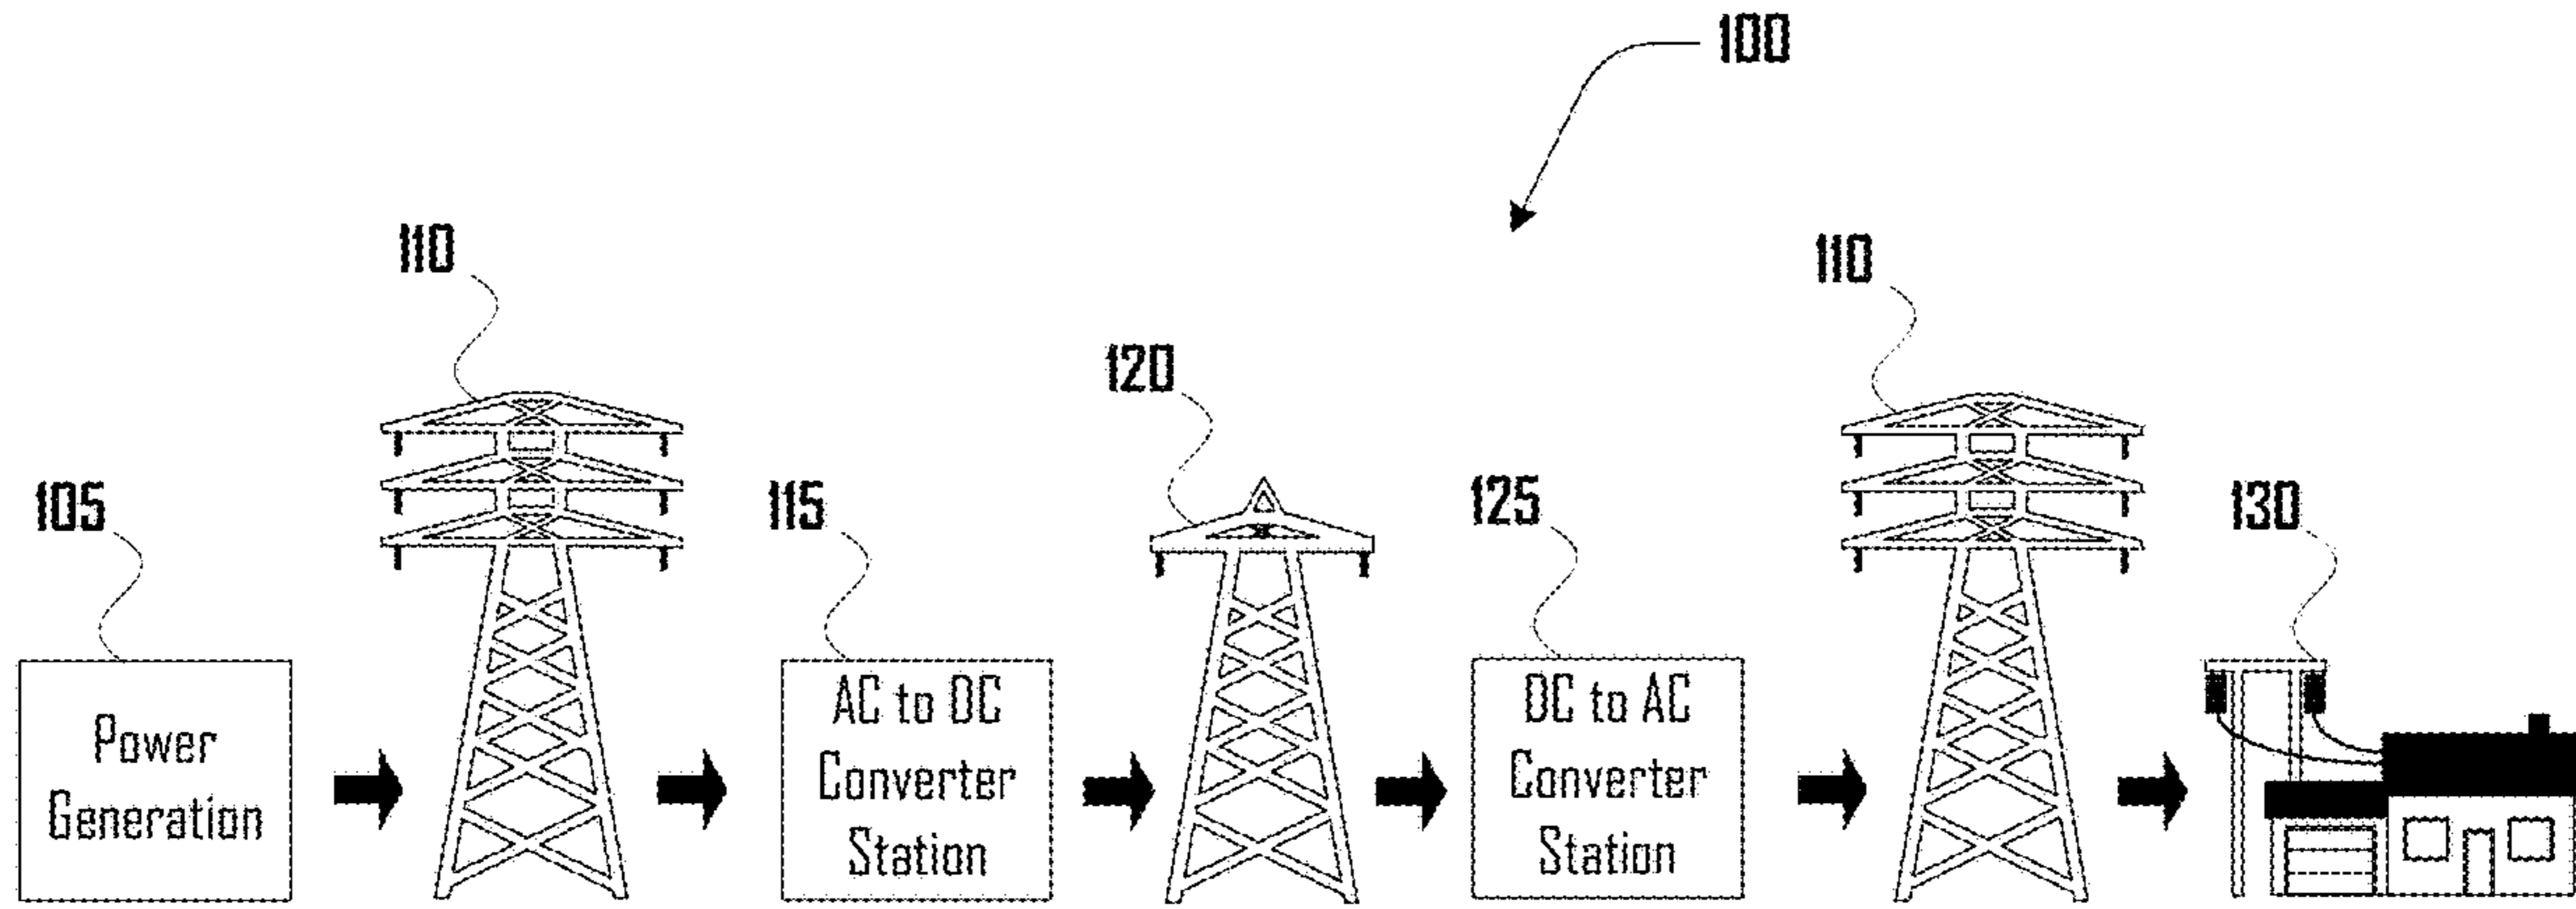 100
110
110
120
105
115
125
130
Power
Generation
AC to DC
Converter
Station
DC to AC
Converter
Station